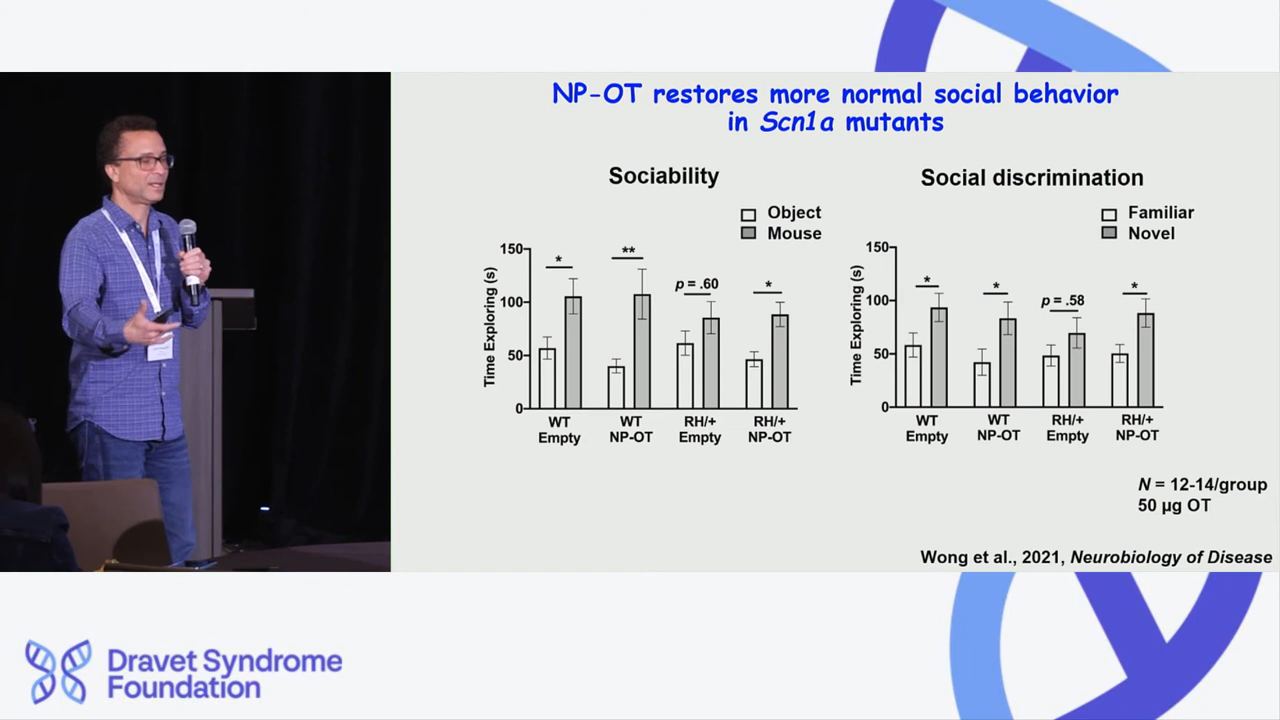 NP-OT restores more normal social behavior
in Scn1a mutants
Sociability
Object
Mouse
150
100
50
0
Time Exploring (s)
*
**
p = .60
*
WT
Empty
WT
NP-OT
RH/+
Empty
RH/+
NP-OT
Social discrimination
Familiar
Novel
150
100
50
0
Time Exploring (s)
*
*
p = .58
*
WT
Empty
WT
NP-OT
RH/+
Empty
RH/+
NP-OT
N = 12-14/group
50 µg OT
Wong et al., 2021, Neurobiology of Disease
Dravet Syndrome
Foundation